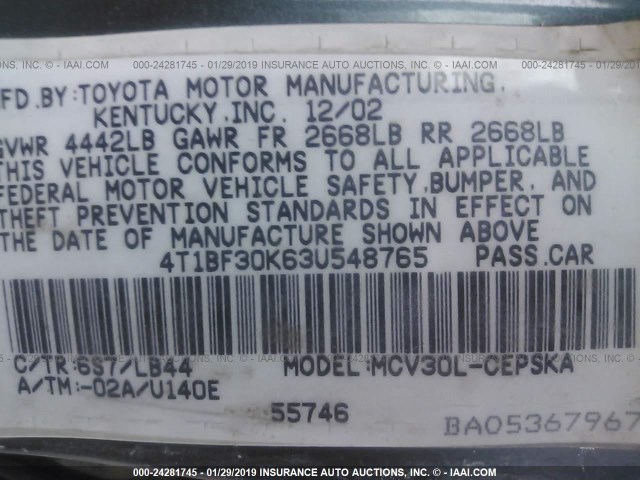 000-24281745 - 01/29/2019 INSURANCE AUTO AUCTIONS INC. - © - IAAI.COM
FD.BY:TOYOTA MOTOR MANUFACTURING,
KENTUCKY,INC. 12/02
GVWR 4442LB GAWR FR 2668LB RR 2668LB
THIS VEHICLE CONFORMS TO ALL APPLICABLE
FEDERAL MOTOR VEHICLE SAFETY,BUMPER, AND
THEFT PREVENTION STANDARDS IN EFFECT ON
THE DATE OF MANUFACTURE SHOWN ABOVE
4T1BF30K63U548765 PASS.CAR
C/TR:6S7/LB44 MODEL:MCV30L-CEPSKA
A/TM:-02A/U140E
55746
BA05367967
000-24281745 - 01/29/2019 INSURANCE AUTO AUCTIONS INC. - © - IAAI.COM